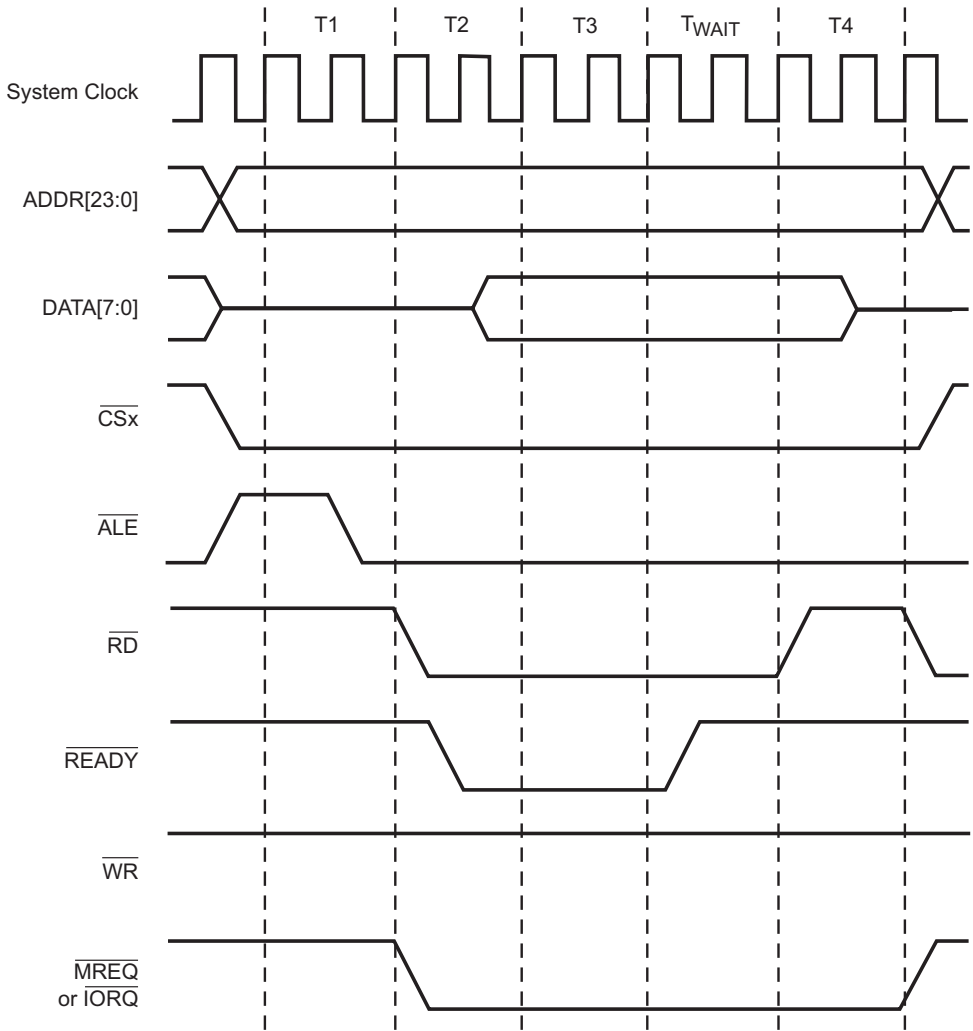 T1 T2 T3 TWAIT T4
System Clock
ADDR[23:0]
DATA[7:0]
CSx
ALE
RD
READY
WR
MREQ
or IORQ